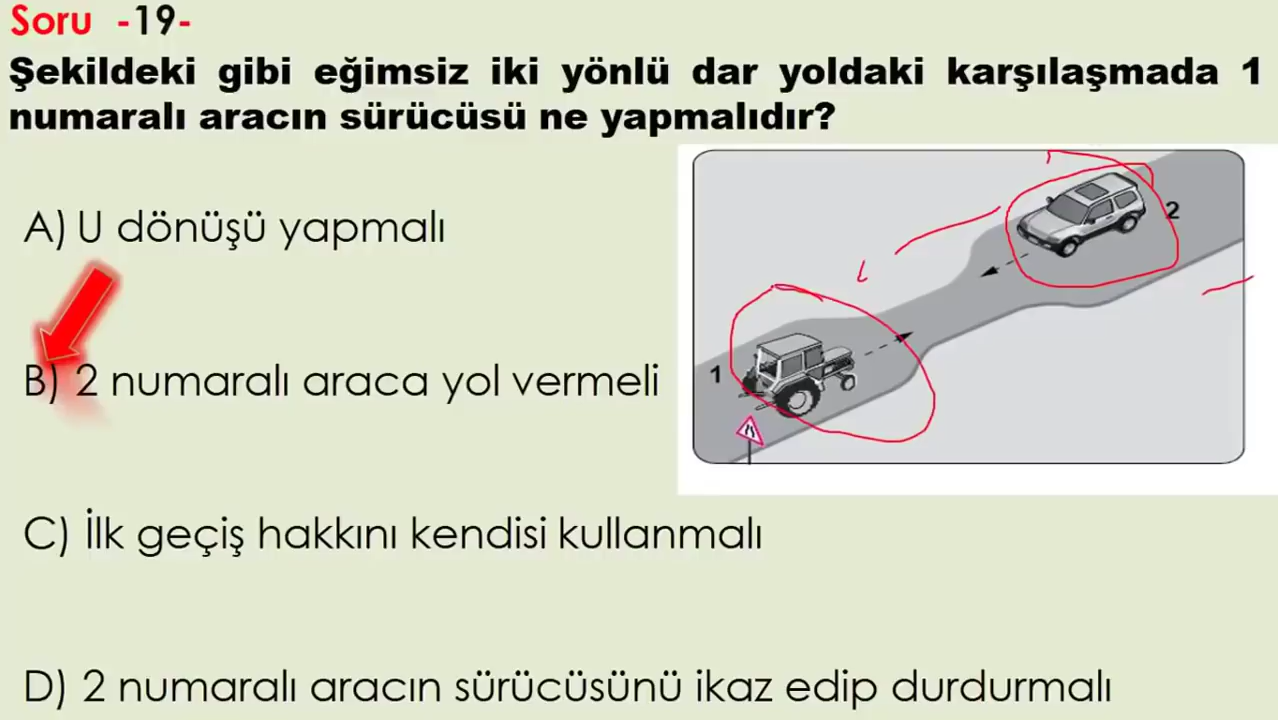 Soru -19-
Şekildeki gibi eğimsiz iki yönlü dar yoldaki karşılaşmada 1
numaralı aracın sürücüsü ne yapmalıdır?
A) U dönüşü yapmalı
2
B) 2 numaralı araca yol vermeli
1
C) İlk geçiş hakkını kendisi kullanmalı
D) 2 numaralı aracın sürücüsünü ikaz edip durdurmalı